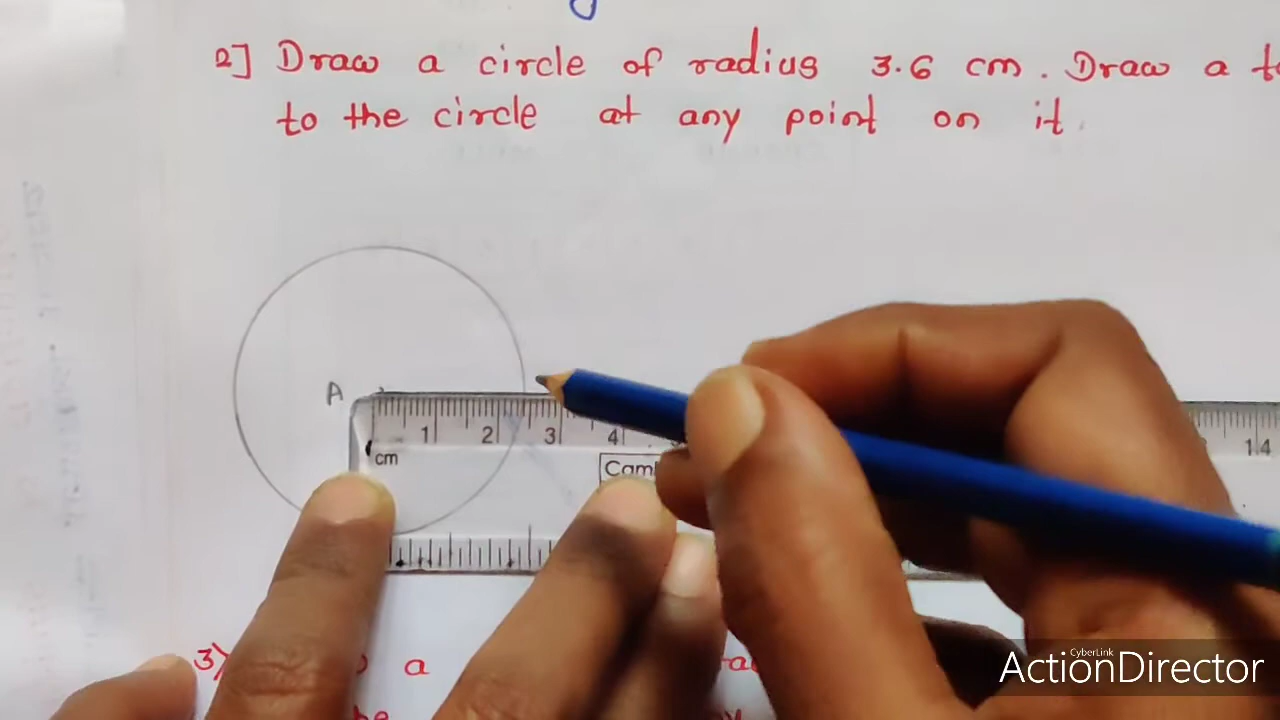 2] Draw a circle of radius 3.6 cm. Draw a
to the circle at any point on it.
A
1 2 3 4 14
cm
3) a
CyberLink
ActionDirector